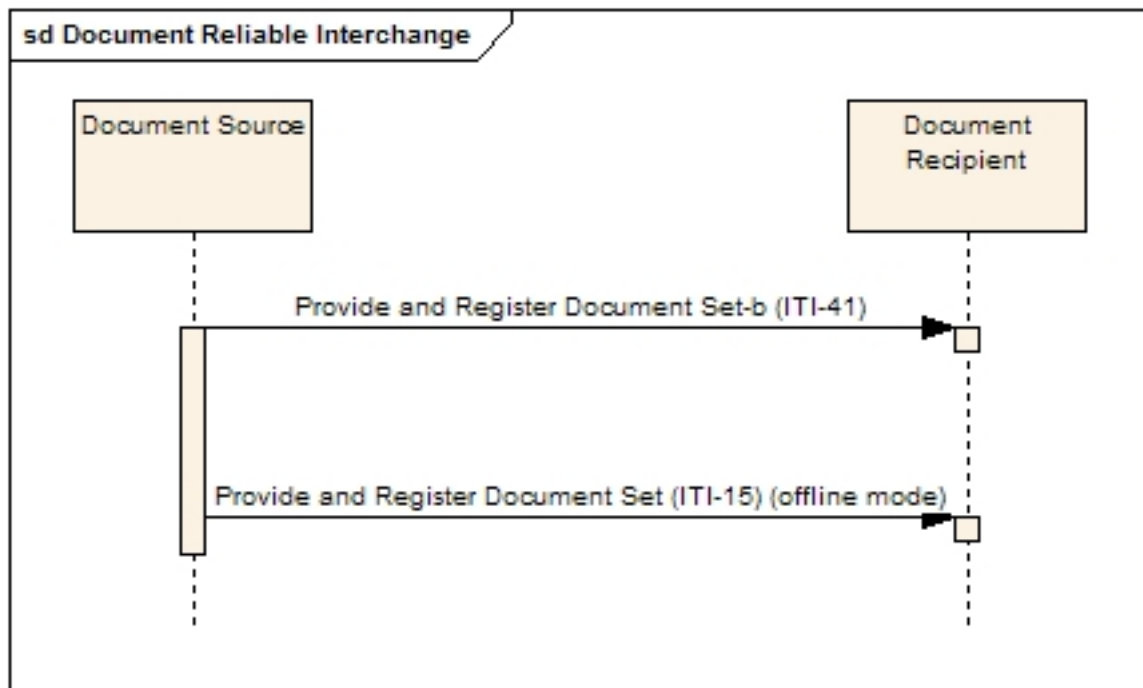 sd Document Reliable Interchange
Document Source
Document
Recipient
Provide and Register Document Set-b (ITI-41)
Provide and Register Document Set (ITI-15) (offline mode)